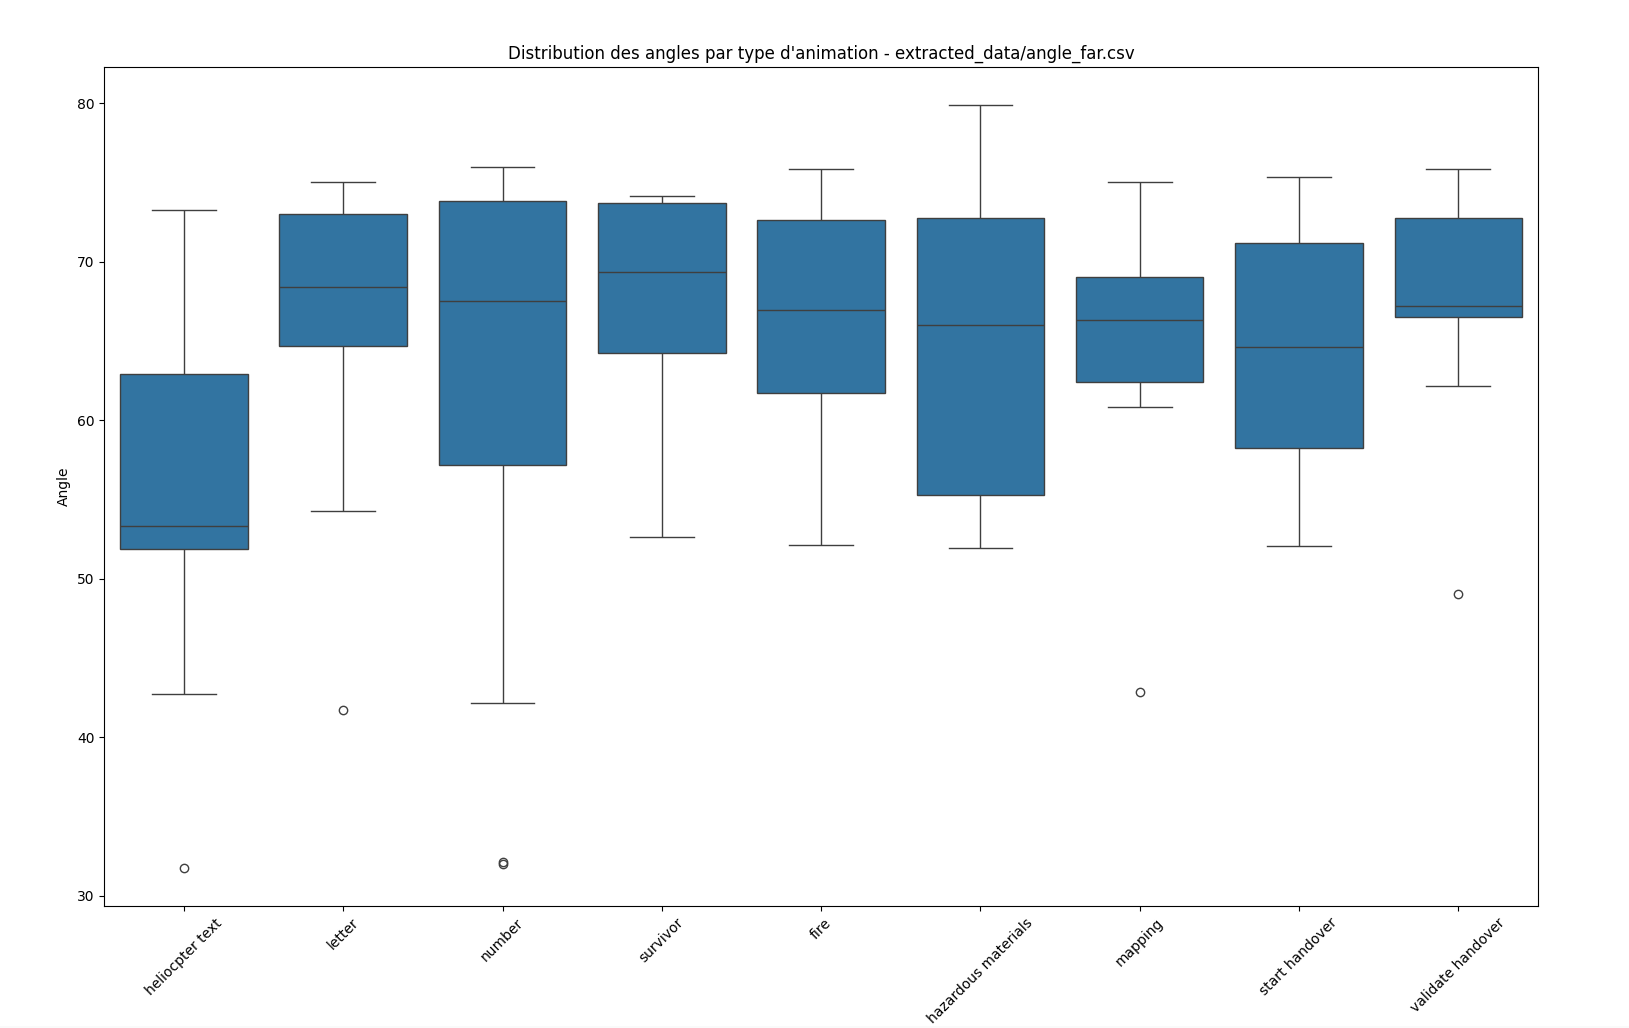 Distribution des angles par type d'animation - extracted_data/angle_far.csv
80
70
60
50
40
30
Angle
heliocpter text
letter
number
survivor
fire
hazardous materials
mapping
start handover
validate handover